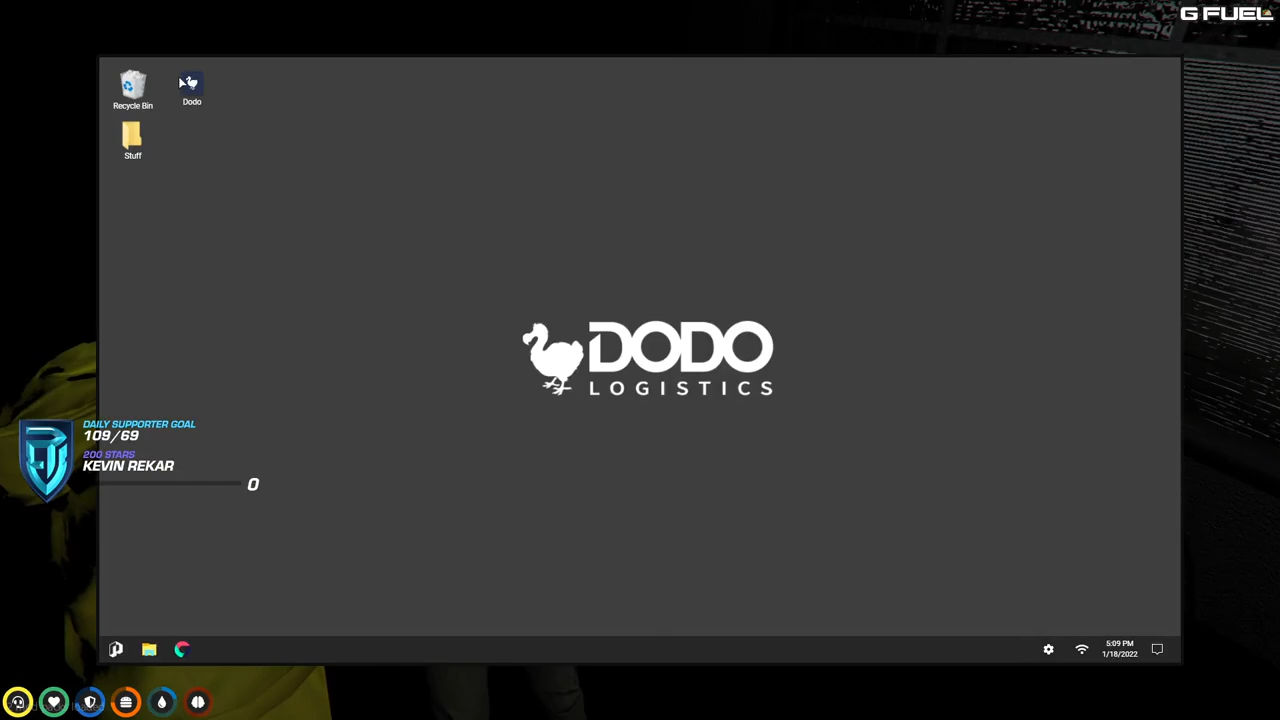 G FUEL
Recycle Bin
Dodo
Stuff
DODO
LOGISTICS
DAILY SUPPORTER GOAL
109/69
200 STARS
KEVIN REKAR
0
5:09 PM
1/18/2022